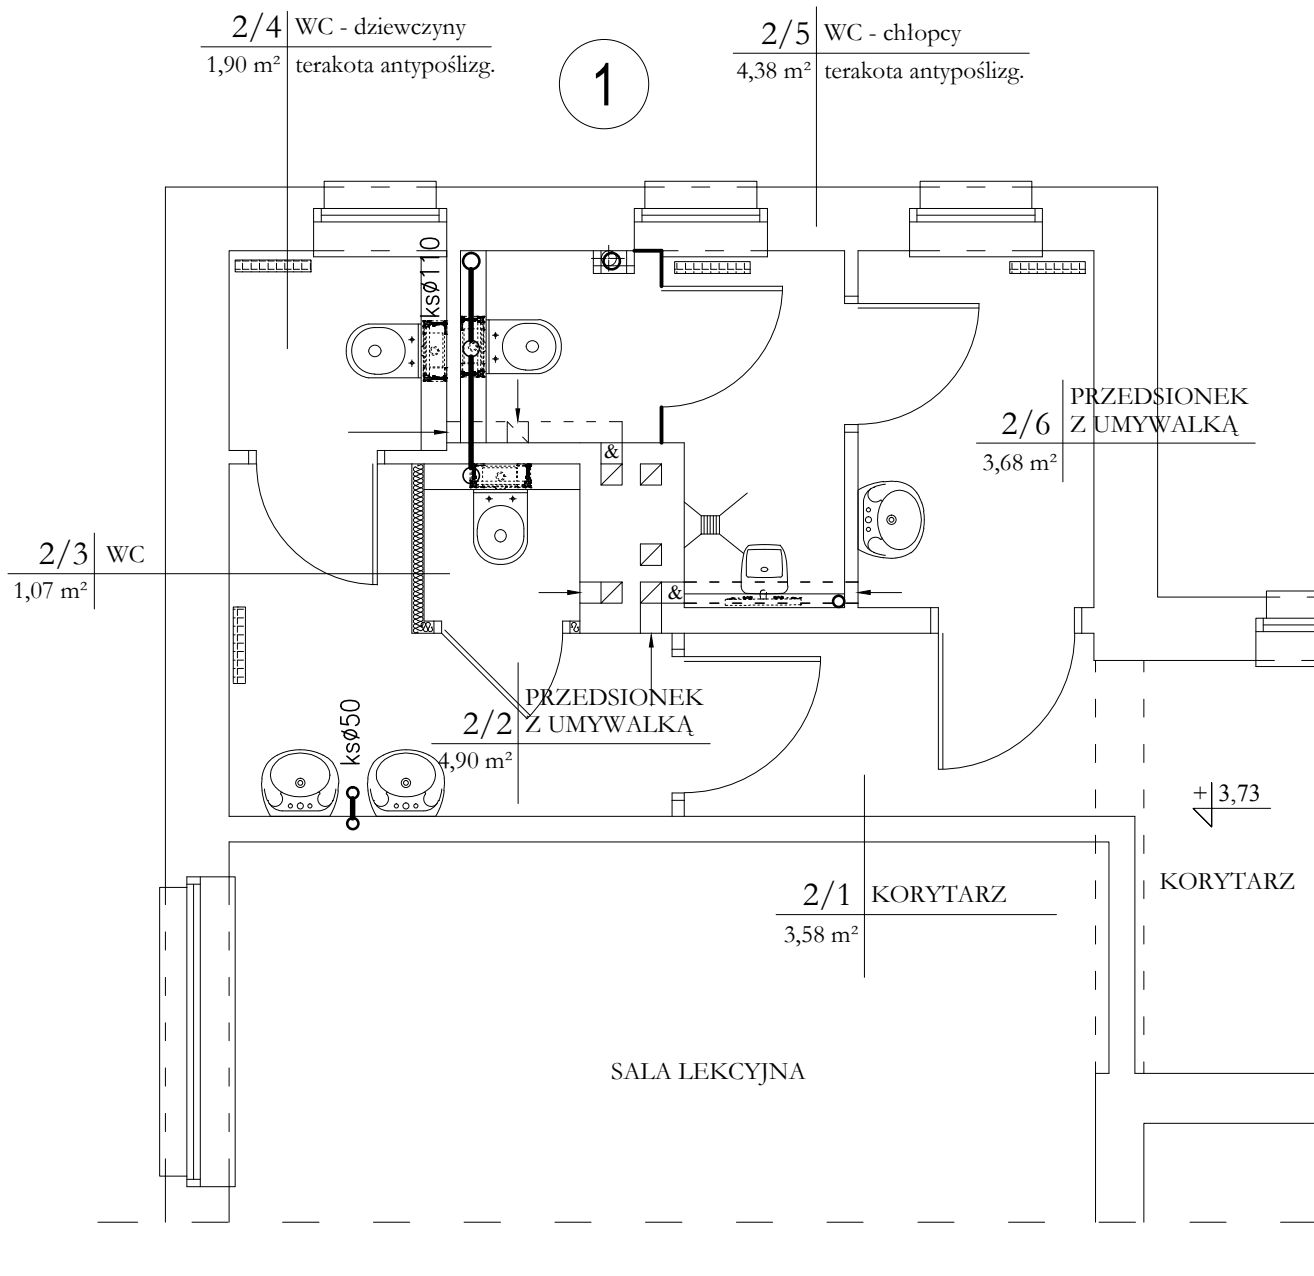 2/4 WC - dziewczyny
1,90 m² terakota antypoślizg.
1
2/5 WC - chłopcy
4,38 m² terakota antypoślizg.
ksø110
PRZEDSIONEK
2/6 Z UMYWALKĄ
3,68 m²
&
2/3 WC
1,07 m²
&
PRZEDSIONEK
2/2 Z UMYWALKĄ
4,90 m²
ksø50
+ 3,73
KORYTARZ
2/1 KORYTARZ
3,58 m²
SALA LEKCYJNA